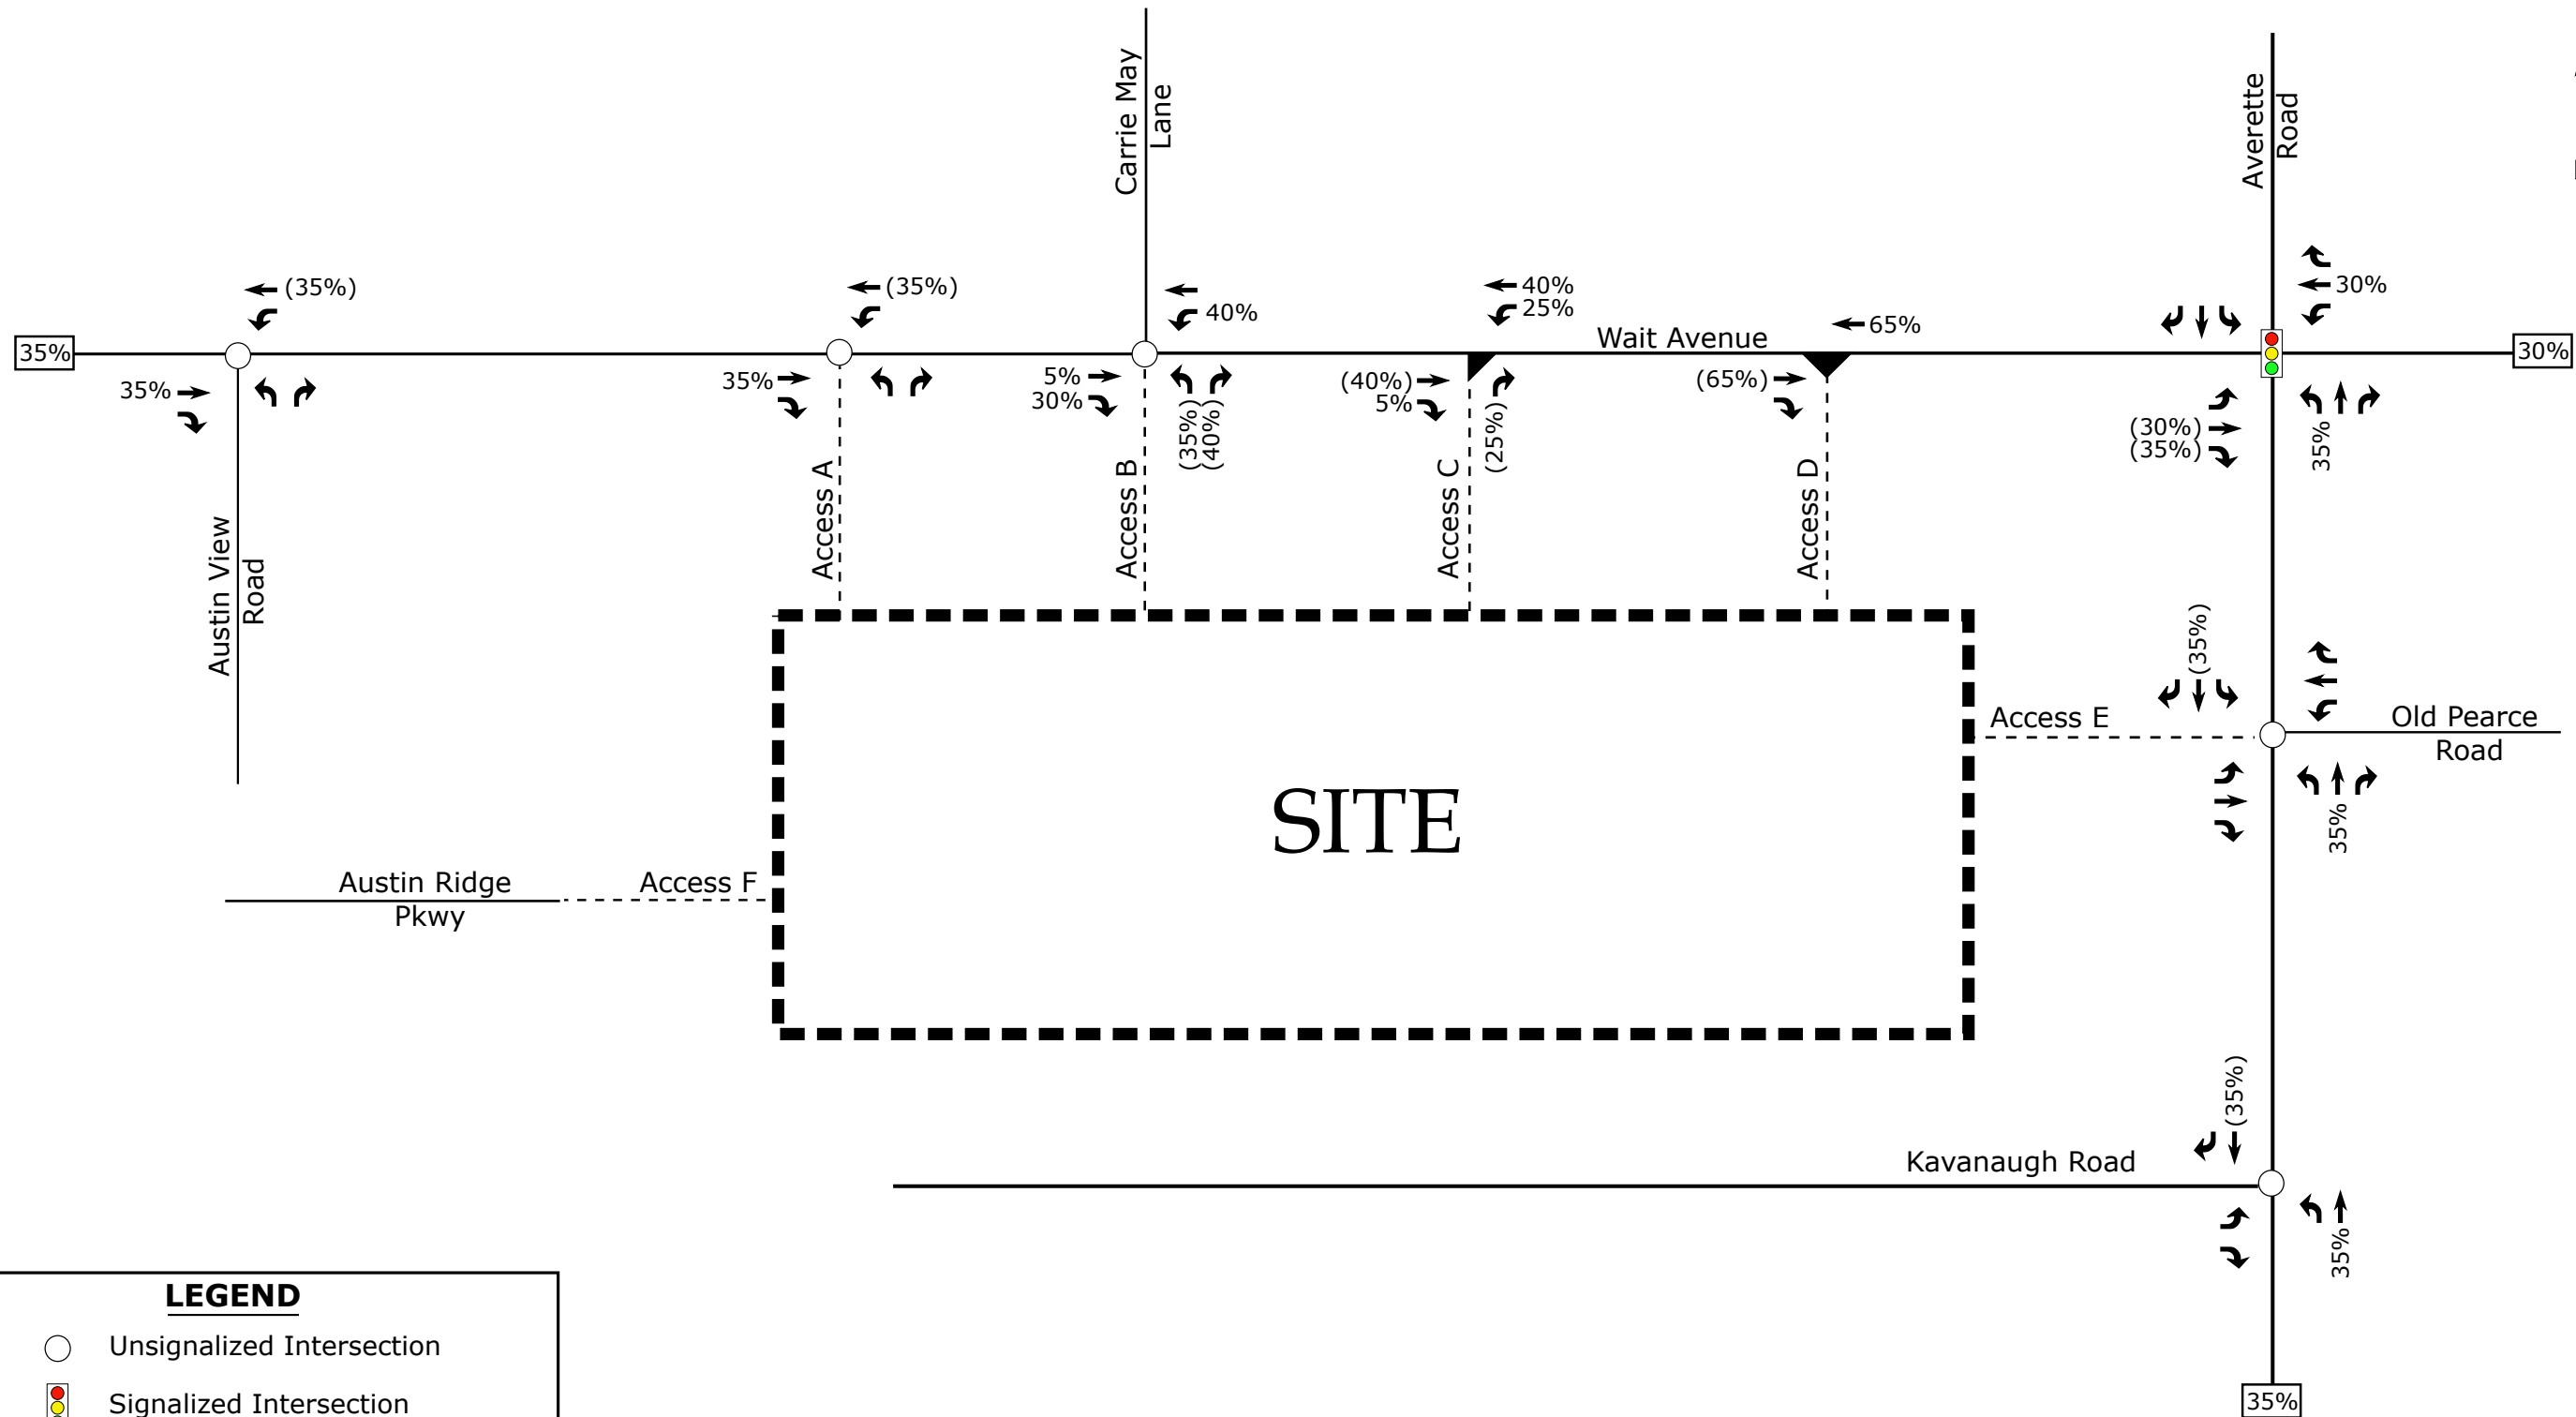 Carrie May
Lane
Averette
Road
(35%)
(35%)
40%
40%
25%
Wait Avenue
65%
30%
35%
30%
35%
35%
5%
30%
(35%)
(40%)
(40%)
5%
(25%)
(65%)
(30%)
(35%)
35%
Austin View
Road
Access A
Access B
Access C
Access D
(35%)
Access E
Old Pearce
Road
35%
SITE
Austin Ridge
Pkwy
Access F
(35%)
Kavanaugh Road
35%
35%
LEGEND
Unsignalized Intersection
Signalized Intersection